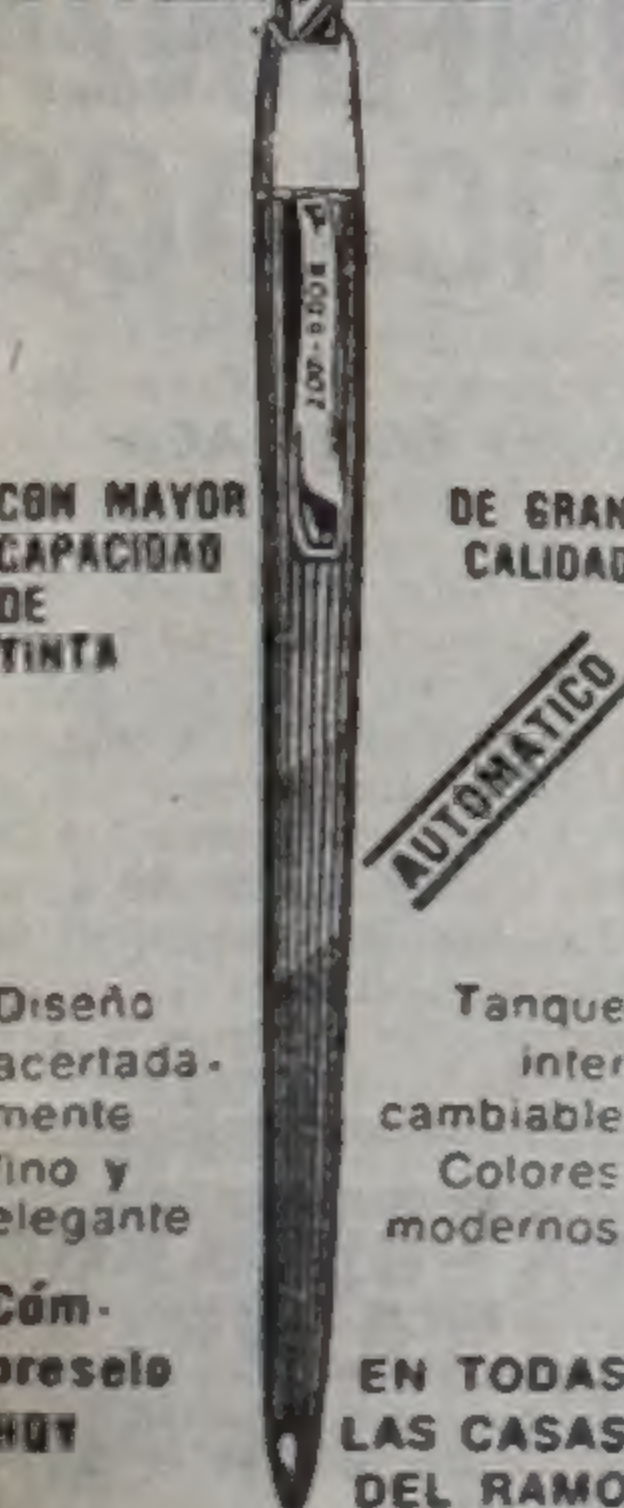 CON MAYOR
CAPACIDAD
DE
TINTA
DE GRAN
CALIDAD
AUTOMATICO
Diseño
acertada-
mente
fino y
elegante
Cóm-
preselo
HOY
Tanque
inter
cambiable
Colores
modernos
EN TODAS
LAS CASAS
DEL RAMO